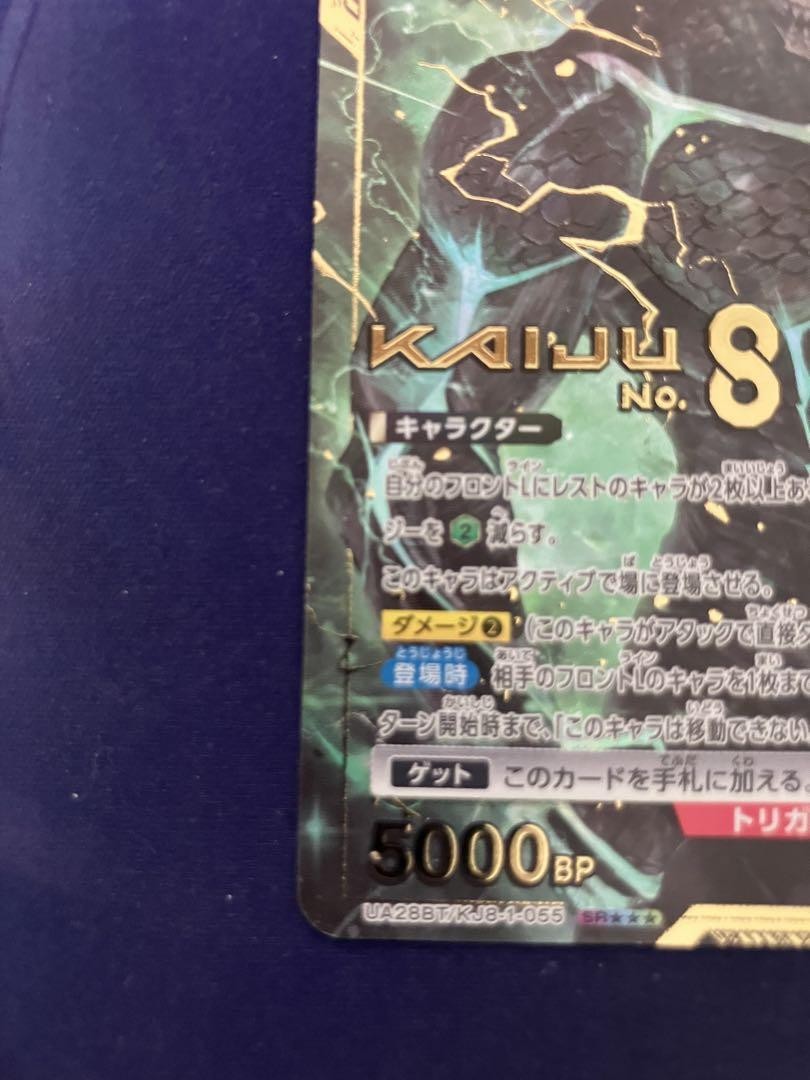 KAIJU
No. 8
キャラクター
自分のフロントLにレストのキャラが2枚以上あ
ジーを 2 減らす。
このキャラはアクティブで場に登場させる。
ダメージ2 (このキャラがアタックで直接
登場時 相手のフロントLのキャラを1枚まで
ターン開始時まで、「このキャラは移動できない
ゲット このカードを手札に加える。
トリガ
5000BP
UA28BT/KJ8-1-055 SR★★★